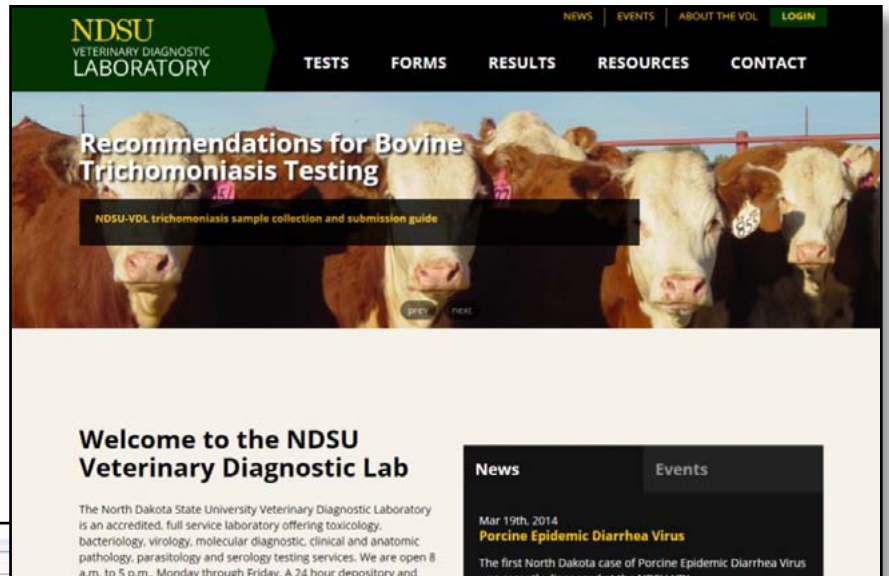 NDSU
VETERINARY DIAGNOSTIC
LABORATORY
NEWS EVENTS ABOUT THE VDL LOGIN
TESTS FORMS RESULTS RESOURCES CONTACT
Recommendations for Bovine
Trichomoniasis Testing
NDSU-VDL trichomoniasis sample collection and submission guide
prev next
Welcome to the NDSU
Veterinary Diagnostic Lab
The North Dakota State University Veterinary Diagnostic Laboratory
is an accredited, full service laboratory offering toxicology,
bacteriology, virology, molecular diagnostic, clinical and anatomic
pathology, parasitology and serology testing services. We are open 8
a.m. to 5 p.m., Monday through Friday. A 24 hour depository and
News Events
Mar 19th, 2014
Porcine Epidemic Diarrhea Virus
The first North Dakota case of Porcine Epidemic Diarrhea Virus